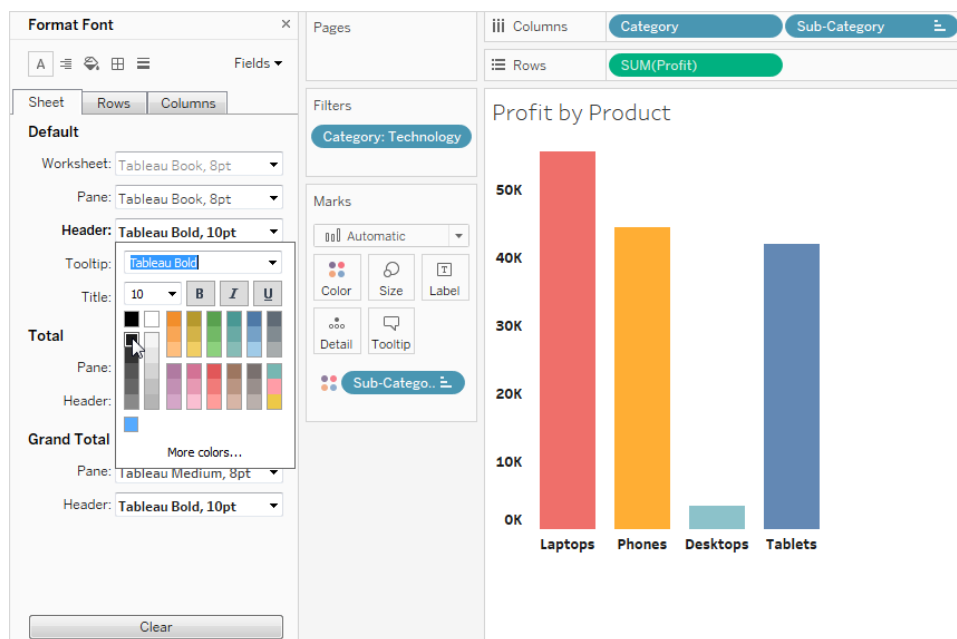 Format Font
A
Fields
Sheet Rows Columns
Default
Worksheet: Tableau Book, 8pt
Pane: Tableau Book, 8pt
Header: Tableau Bold, 10pt
Tooltip: Tableau Bold
Title: 10 B I U
Total
Pane:
Header:
More colors...
Grand Total
Pane: Tableau Medium, 8pt
Header: Tableau Bold, 10pt
Clear
Pages
Filters
Category: Technology
Marks
Automatic
Color Size T Label
Detail Tooltip
Sub-Catego..
Columns Category Sub-Category
Rows SUM(Profit)
Profit by Product
50K
40K
30K
20K
10K
0K
Laptops Phones Desktops Tablets